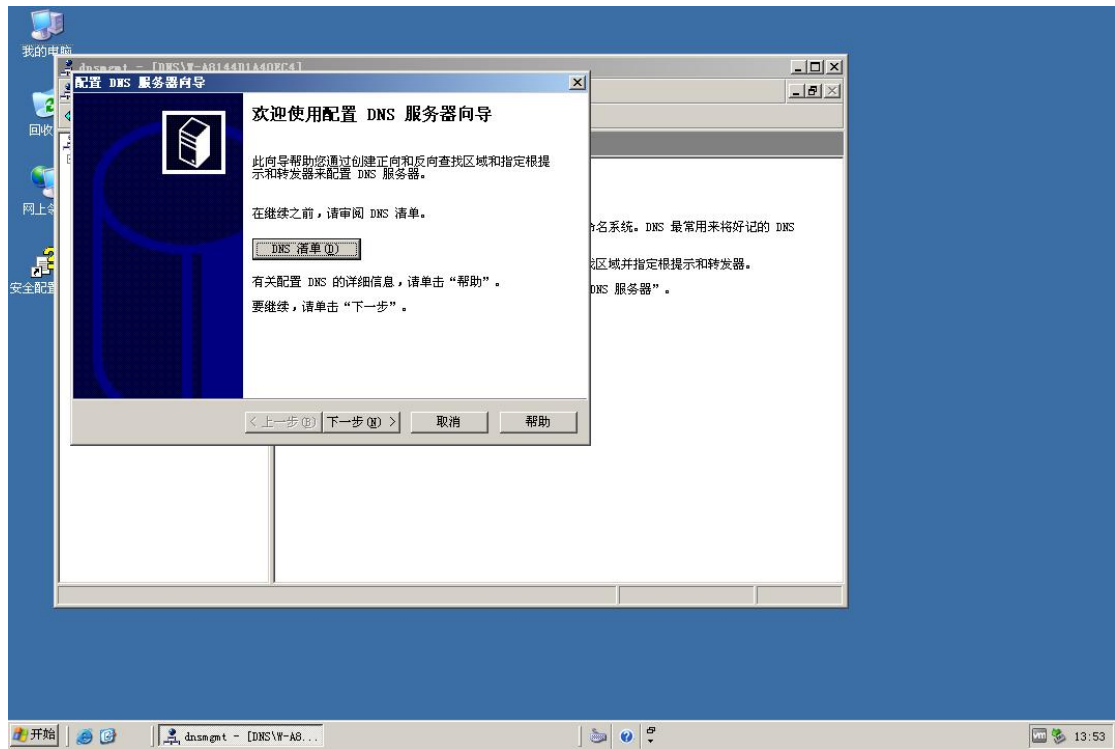 我的电脑
dnsmgmt - [DNS\W-A8144D1A40EC4]
配置 DNS 服务器向导
欢迎使用配置 DNS 服务器向导
回收
此向导帮助您通过创建正向和反向查找区域和指定根提
示和转发器来配置 DNS 服务器。
网上
在继续之前，请审阅 DNS 清单。
命名系统。DNS 最常用来将好记的 DNS
DNS 清单(D)
区域并指定根提示和转发器。
安全配置
有关配置 DNS 的详细信息，请单击“帮助”。
DNS 服务器”。
要继续，请单击“下一步”。
< 上一步(B)
下一步(N) >
取消
帮助
开始
dnsmgmt - [DNS\W-A8...
13:53